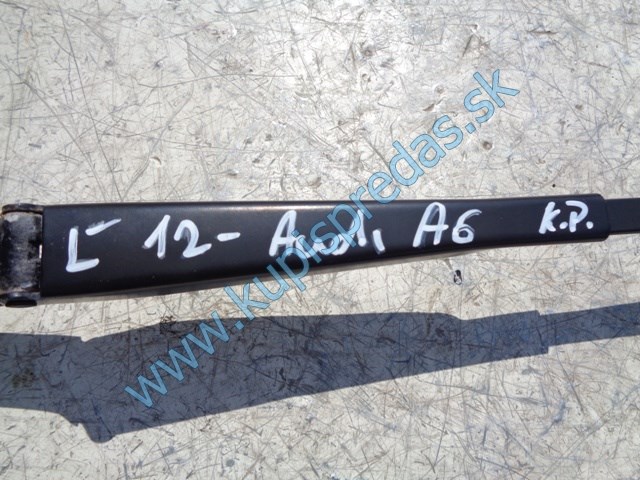 L- 12- Audi A6 K.P.
www.kupispredas.sk